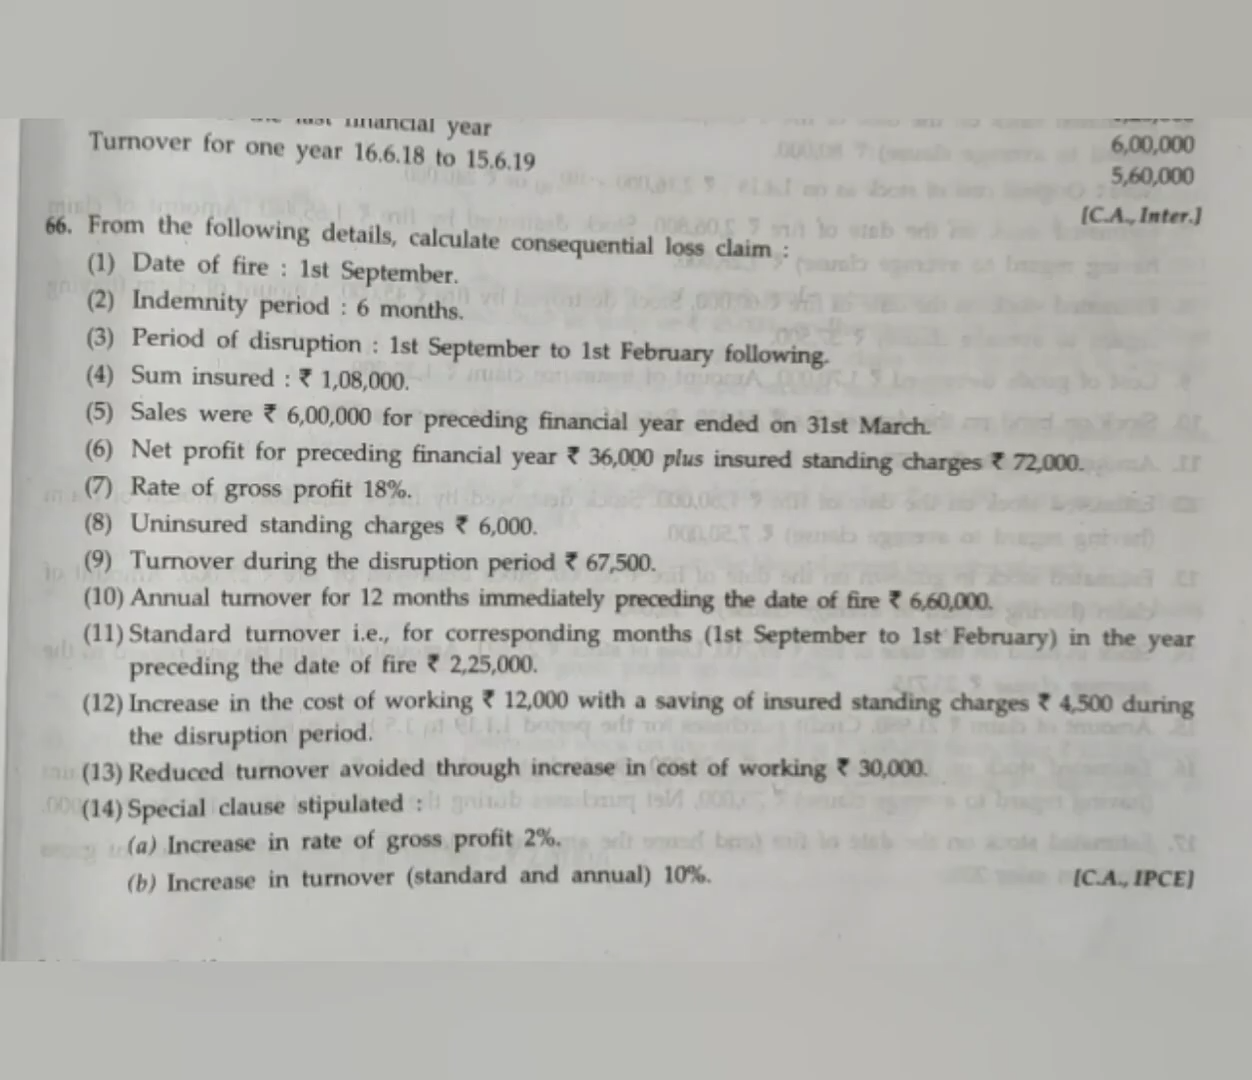 financial year
Turnover for one year 16.6.18 to 15.6.19
6,00,000
5,60,000
[C.A., Inter.]
66. From the following details, calculate consequential loss claim :
(1) Date of fire : 1st September.
(2) Indemnity period : 6 months.
(3) Period of disruption : 1st September to 1st February following.
(4) Sum insured : ₹ 1,08,000.
(5) Sales were ₹ 6,00,000 for preceding financial year ended on 31st March.
(6) Net profit for preceding financial year ₹ 36,000 plus insured standing charges ₹ 72,000.
(7) Rate of gross profit 18%.
(8) Uninsured standing charges ₹ 6,000.
(9) Turnover during the disruption period ₹ 67,500.
(10) Annual turnover for 12 months immediately preceding the date of fire ₹ 6,60,000.
(11) Standard turnover i.e., for corresponding months (1st September to 1st February) in the year
preceding the date of fire ₹ 2,25,000.
(12) Increase in the cost of working ₹ 12,000 with a saving of insured standing charges ₹ 4,500 during
the disruption period.
(13) Reduced turnover avoided through increase in cost of working ₹ 30,000.
(14) Special clause stipulated :
(a) Increase in rate of gross profit 2%.
(b) Increase in turnover (standard and annual) 10%.
[C.A., IPCE]